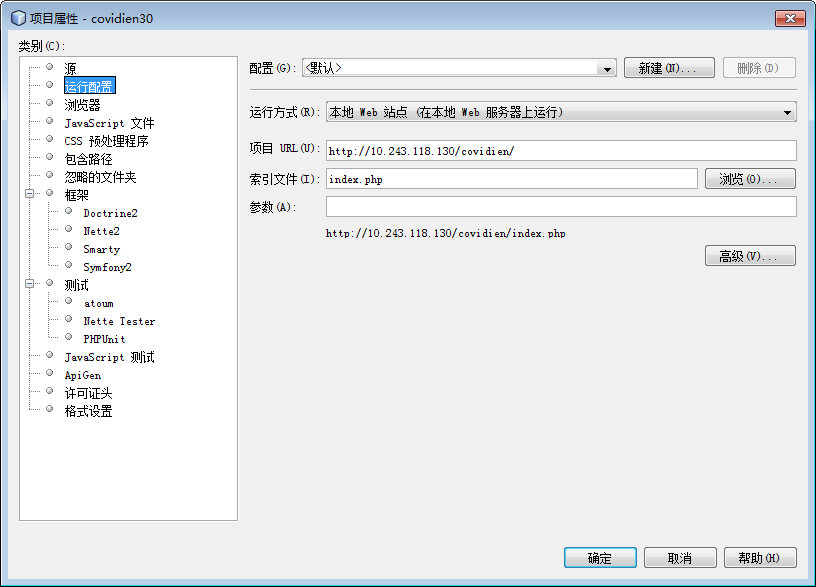 项目属性 - covidien30
类别(C):
源
运行配置
浏览器
JavaScript 文件
CSS 预处理程序
包含路径
忽略的文件夹
框架
Doctrine2
Nette2
Smarty
Symfony2
测试
atoum
Nette Tester
PHPUnit
JavaScript 测试
ApiGen
许可证头
格式设置
配置(G): <默认> 新建(N)... 删除(D)
运行方式(R): 本地 Web 站点 (在本地 Web 服务器上运行)
项目 URL(U): http://10.243.118.130/covidien/
索引文件(I): index.php 浏览(O)...
参数(A):
http://10.243.118.130/covidien/index.php
高级(V)...
确定 取消 帮助(H)